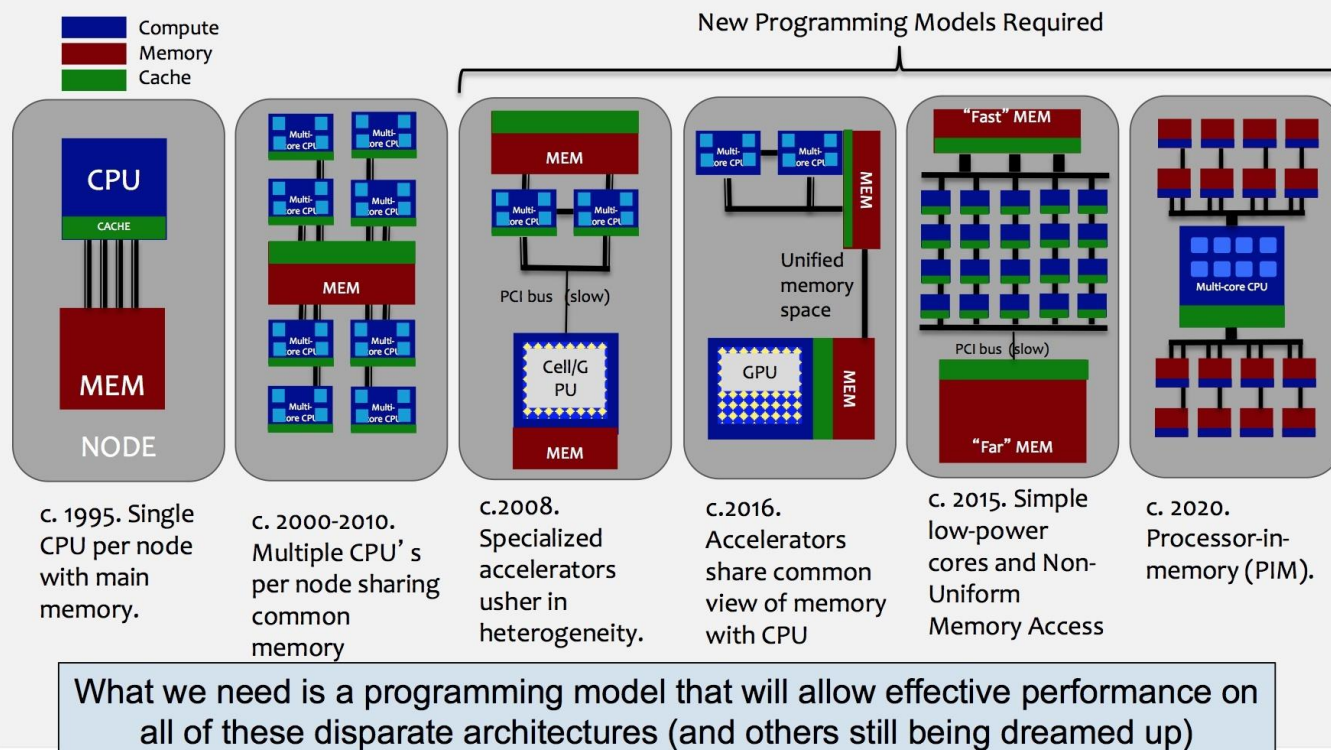 Compute
Memory
Cache
New Programming Models Required
CPU
CACHE
MEM
NODE
c. 1995. Single
CPU per node
with main
memory.
Multi-
core CPU
Multi-
core CPU
Multi-
core CPU
Multi-
core CPU
MEM
Multi-
core CPU
Multi-
core CPU
Multi-
core CPU
Multi-
core CPU
c. 2000-2010.
Multiple CPU's
per node sharing
common
memory
MEM
Multi-
core CPU
Multi-
core CPU
PCI bus (slow)
Cell/G
PU
MEM
c.2008.
Specialized
accelerators
usher in
heterogeneity.
Multi-
core CPU
Multi-
core CPU
MEM
Unified
memory
space
GPU
MEM
c.2016.
Accelerators
share common
view of memory
with CPU
"Fast" MEM
PCI bus (slow)
"Far" MEM
c. 2015. Simple
low-power
cores and Non-
Uniform
Memory Access
Multi-core CPU
c. 2020.
Processor-in-
memory (PIM).
What we need is a programming model that will allow effective performance on
all of these disparate architectures (and others still being dreamed up)